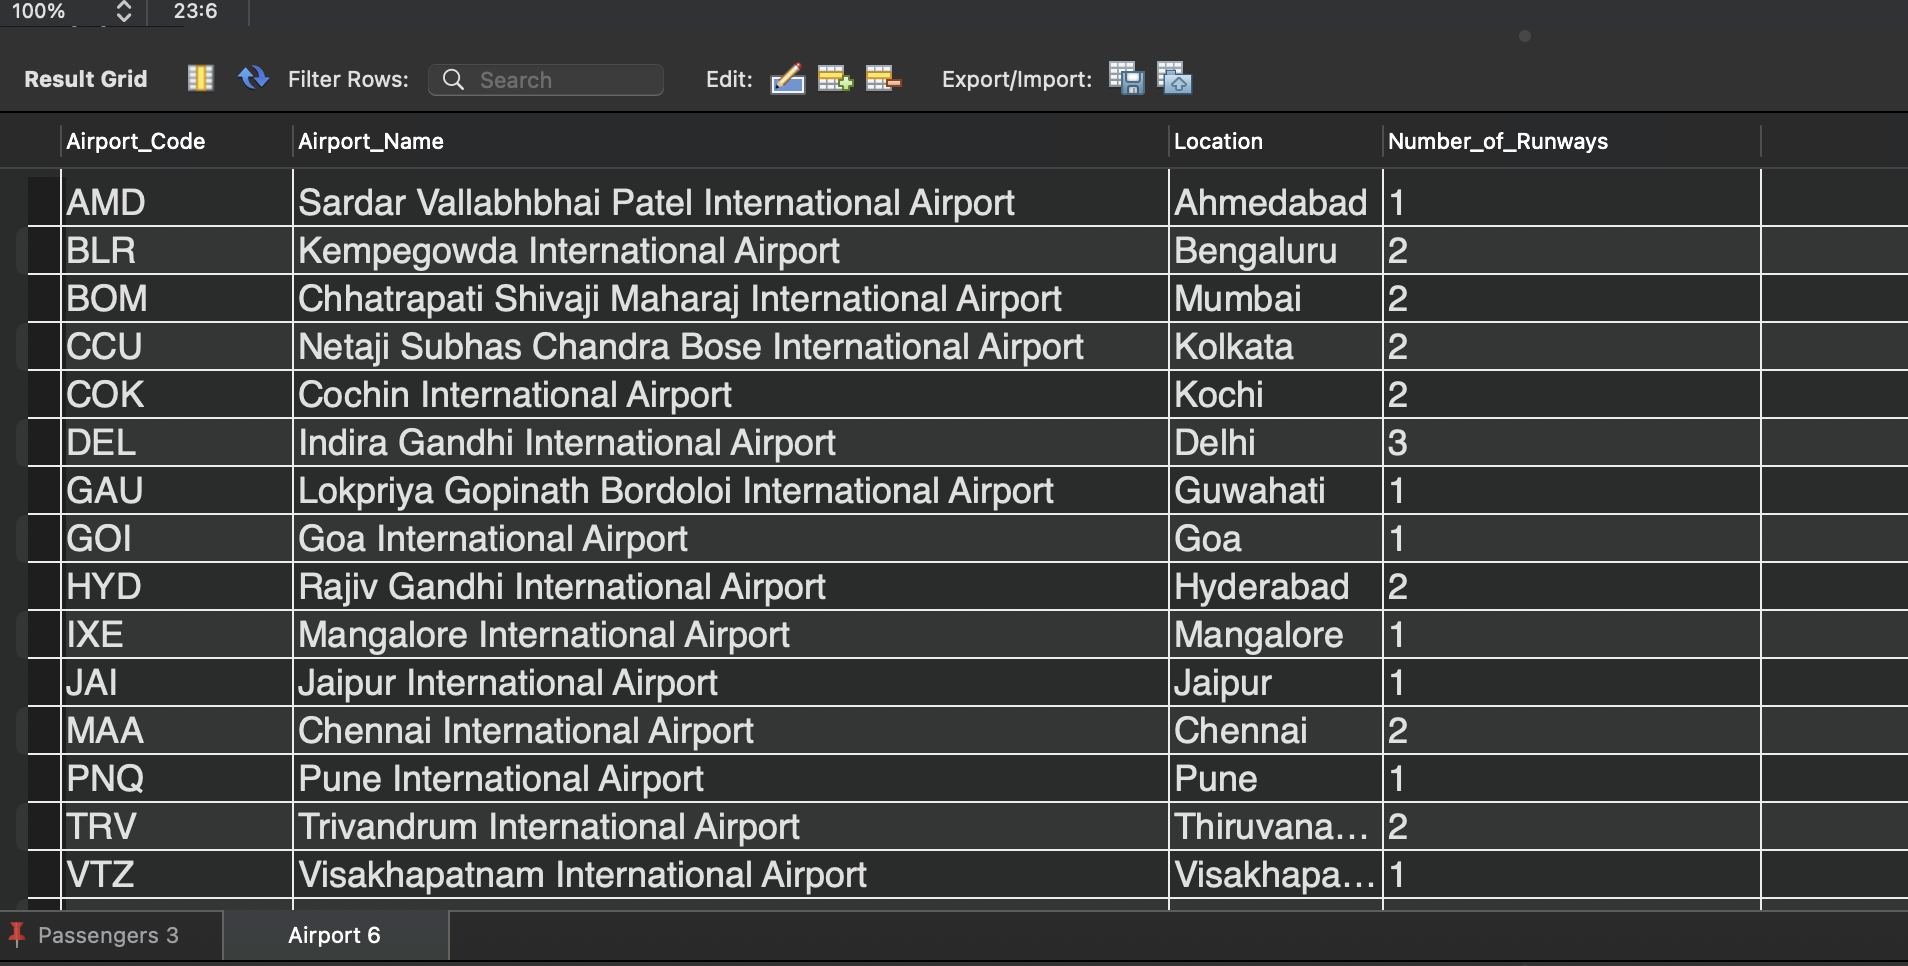 100% 23:6
Result Grid Filter Rows: Search Edit: Export/Import:
Airport_Code Airport_Name Location Number_of_Runways
AMD Sardar Vallabhbhai Patel International Airport Ahmedabad 1
BLR Kempegowda International Airport Bengaluru 2
BOM Chhatrapati Shivaji Maharaj International Airport Mumbai 2
CCU Netaji Subhas Chandra Bose International Airport Kolkata 2
COK Cochin International Airport Kochi 2
DEL Indira Gandhi International Airport Delhi 3
GAU Lokpriya Gopinath Bordoloi International Airport Guwahati 1
GOI Goa International Airport Goa 1
HYD Rajiv Gandhi International Airport Hyderabad 2
IXE Mangalore International Airport Mangalore 1
JAI Jaipur International Airport Jaipur 1
MAA Chennai International Airport Chennai 2
PNQ Pune International Airport Pune 1
TRV Trivandrum International Airport Thiruvana... 2
VTZ Visakhapatnam International Airport Visakhapa... 1
Passengers 3 Airport 6